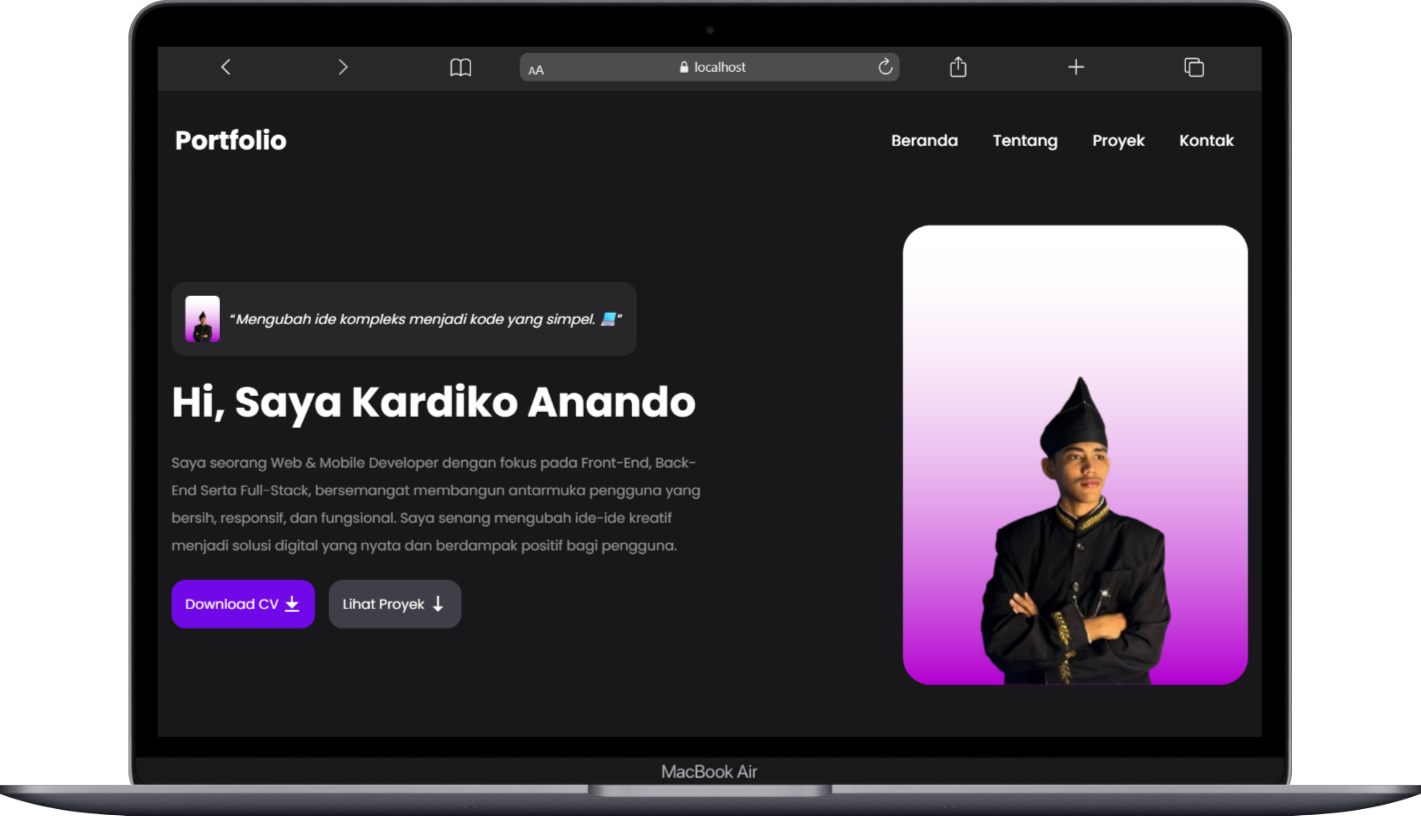 AA
localhost
Portfolio
Beranda Tentang Proyek Kontak
“Mengubah ide kompleks menjadi kode yang simpel. 💻“
Hi, Saya Kardiko Anando
Saya seorang Web & Mobile Developer dengan fokus pada Front-End, Back-
End Serta Full-Stack, bersemangat membangun antarmuka pengguna yang
bersih, responsif, dan fungsional. Saya senang mengubah ide-ide kreatif
menjadi solusi digital yang nyata dan berdampak positif bagi pengguna.
Download CV
Lihat Proyek
MacBook Air